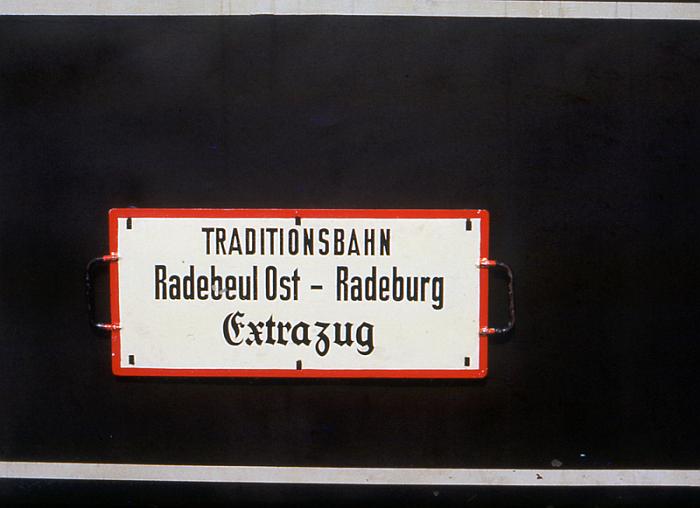 TRADITIONSBAHN
Radebeul Ost – Radeburg
Extrazug